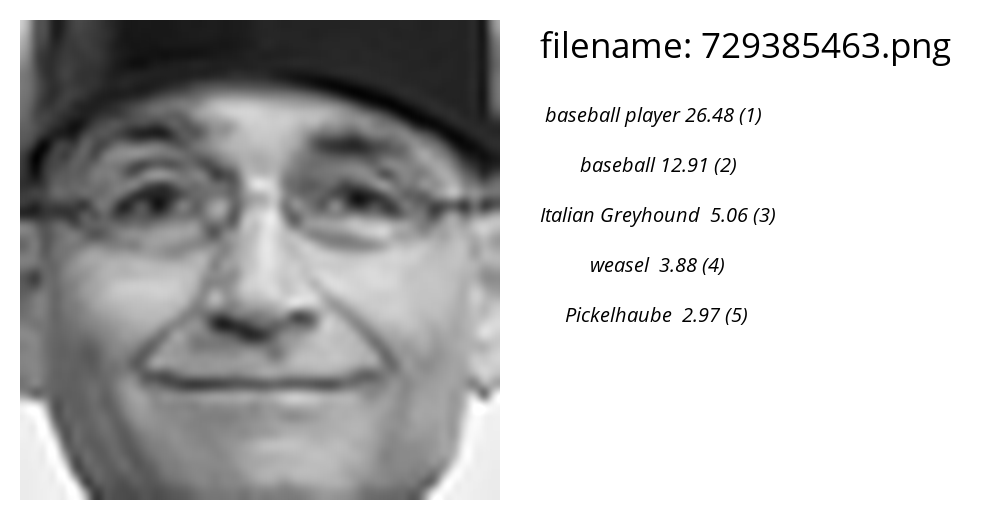 filename: 729385463.png
baseball player 26.48 (1)
baseball 12.91 (2)
Italian Greyhound 5.06 (3)
weasel 3.88 (4)
Pickelhaube 2.97 (5)